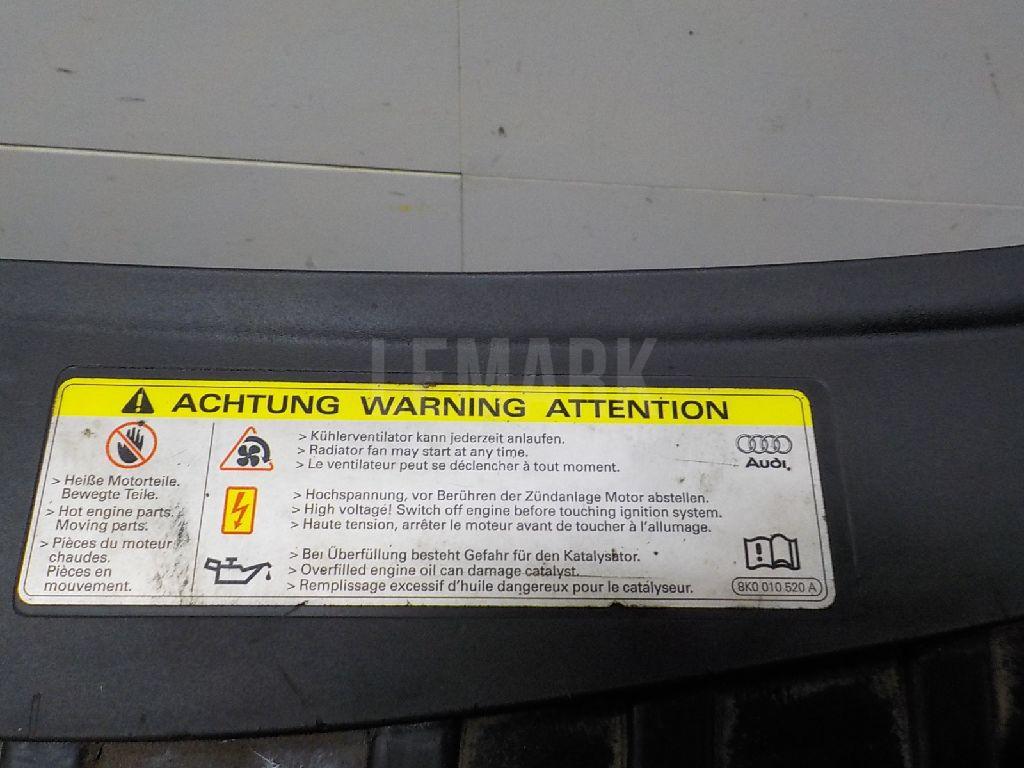 LEMARK
ACHTUNG WARNING ATTENTION
> Heiße Motorteile.
Bewegte Teile.
> Hot engine parts.
Moving parts.
> Pièces du moteur
chaudes.
Pièces en
mouvement.
> Kühlerventilator kann jederzeit anlaufen.
> Radiator fan may start at any time.
> Le ventilateur peut se déclencher à tout moment.
> Hochspannung, vor Berühren der Zündanlage Motor abstellen.
> High voltage! Switch off engine before touching ignition system.
> Haute tension, arrêter le moteur avant de toucher à l'allumage.
> Bei Überfüllung besteht Gefahr für den Katalysator.
> Overfilled engine oil can damage catalyst.
> Remplissage excessif d'huile dangereux pour le catalyseur.
Audi
8K0 010 520 A